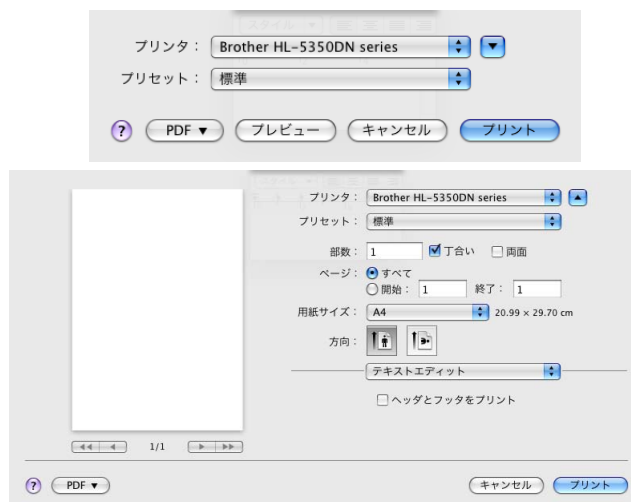 プリンタ： Brother HL-5350DN series
プリセット： 標準
? PDF▼ プレビュー キャンセル プリント
プリンタ： Brother HL-5350DN series
プリセット： 標準
部数： 1 丁合い 両面
ページ： すべて
開始： 1 終了： 1
用紙サイズ： A4 20.99 × 29.70 cm
方向：
テキストエディット
ヘッダとフッタをプリント
1/1
? PDF▼ キャンセル プリント